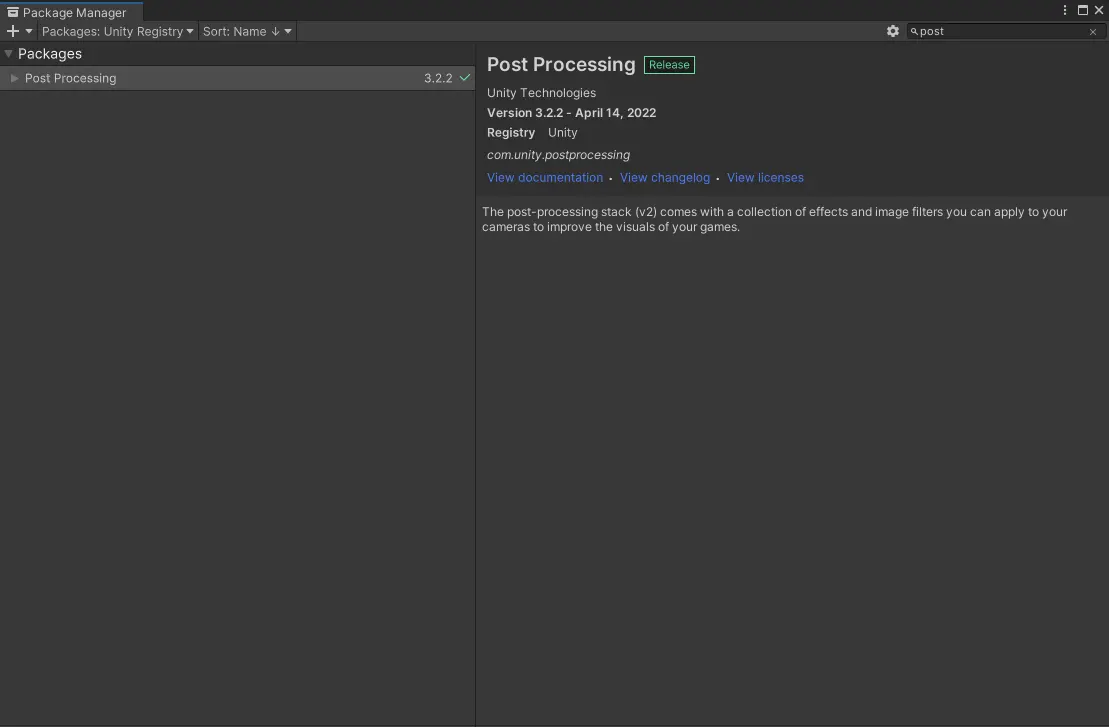 Package Manager
Packages: Unity Registry
Sort: Name ↓
post
Packages
Post Processing 3.2.2
Post Processing Release
Unity Technologies
Version 3.2.2 - April 14, 2022
Registry Unity
com.unity.postprocessing
View documentation • View changelog • View licenses
The post-processing stack (v2) comes with a collection of effects and image filters you can apply to your
cameras to improve the visuals of your games.